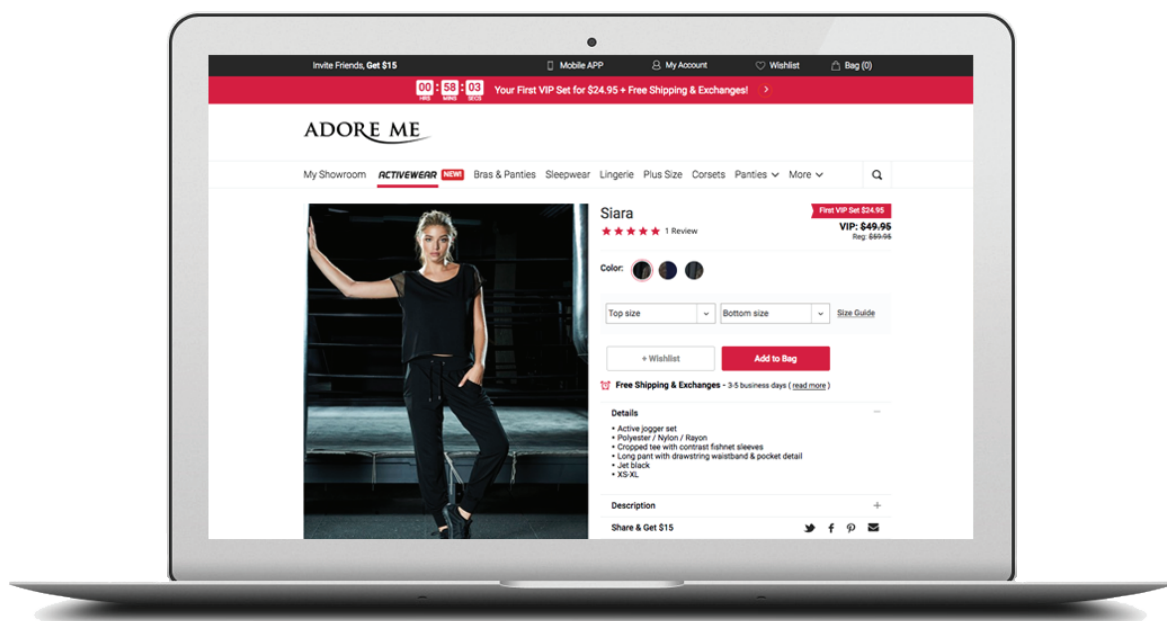 Invite Friends, Get $15 Mobile APP My Account Wishlist Bag (0)
00 : 58 : 03 Your First VIP Set for $24.95 + Free Shipping & Exchanges!
HRS MINS SECS
ADORE ME
My Showroom ACTIVEWEAR NEW! Bras & Panties Sleepwear Lingerie Plus Size Corsets Panties More
Siara
First VIP Set $24.95
1 Review
VIP: $49.95
Reg: $59.95
Color:
Top size Bottom size Size Guide
+ Wishlist Add to Bag
Free Shipping & Exchanges - 3-5 business days ( read more )
Details
• Active jogger set
• Polyester / Nylon / Rayon
• Cropped tee with contrast fishnet sleeves
• Long pant with drawstring waistband & pocket detail
• Jet black
• XS-XL
Description
Share & Get $15